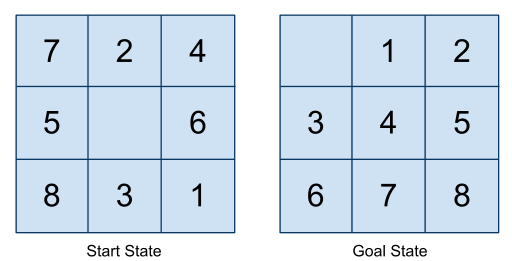 7 2 4
5 6
8 3 1
Start State
1 2
3 4 5
6 7 8
Goal State